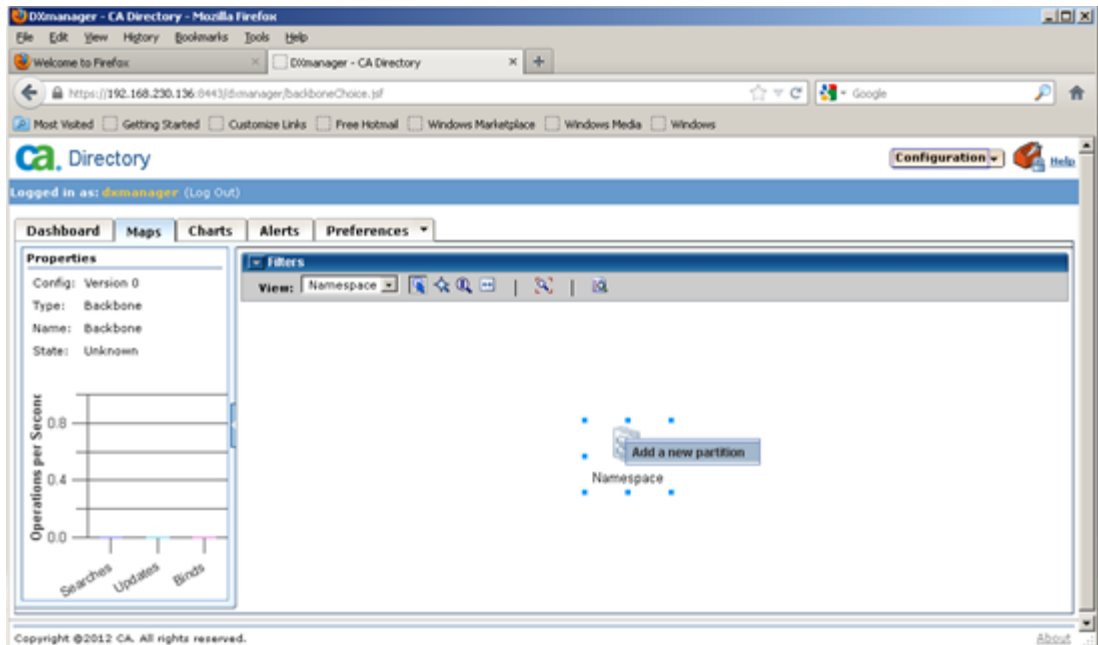 DXmanager - CA Directory - Mozilla Firefox
File Edit View History Bookmarks Tools Help
Welcome to Firefox × DXmanager - CA Directory × +
https://192.168.230.136:8443/dxmanager/backboneChoice.jsf Google
Most Visited Getting Started Customize Links Free Hotmail Windows Marketplace Windows Media Windows
ca. Directory
Configuration Help
Logged in as: dxmanager (Log Out)
Dashboard Maps Charts Alerts Preferences
Properties
Filters
Config: Version 0
View: Namespace
Type: Backbone
Name: Backbone
State: Unknown
Operations per Second
0.8
0.4
0.0
Searches Updates Binds
Add a new partition
Namespace
Copyright @2012 CA. All rights reserved.
About